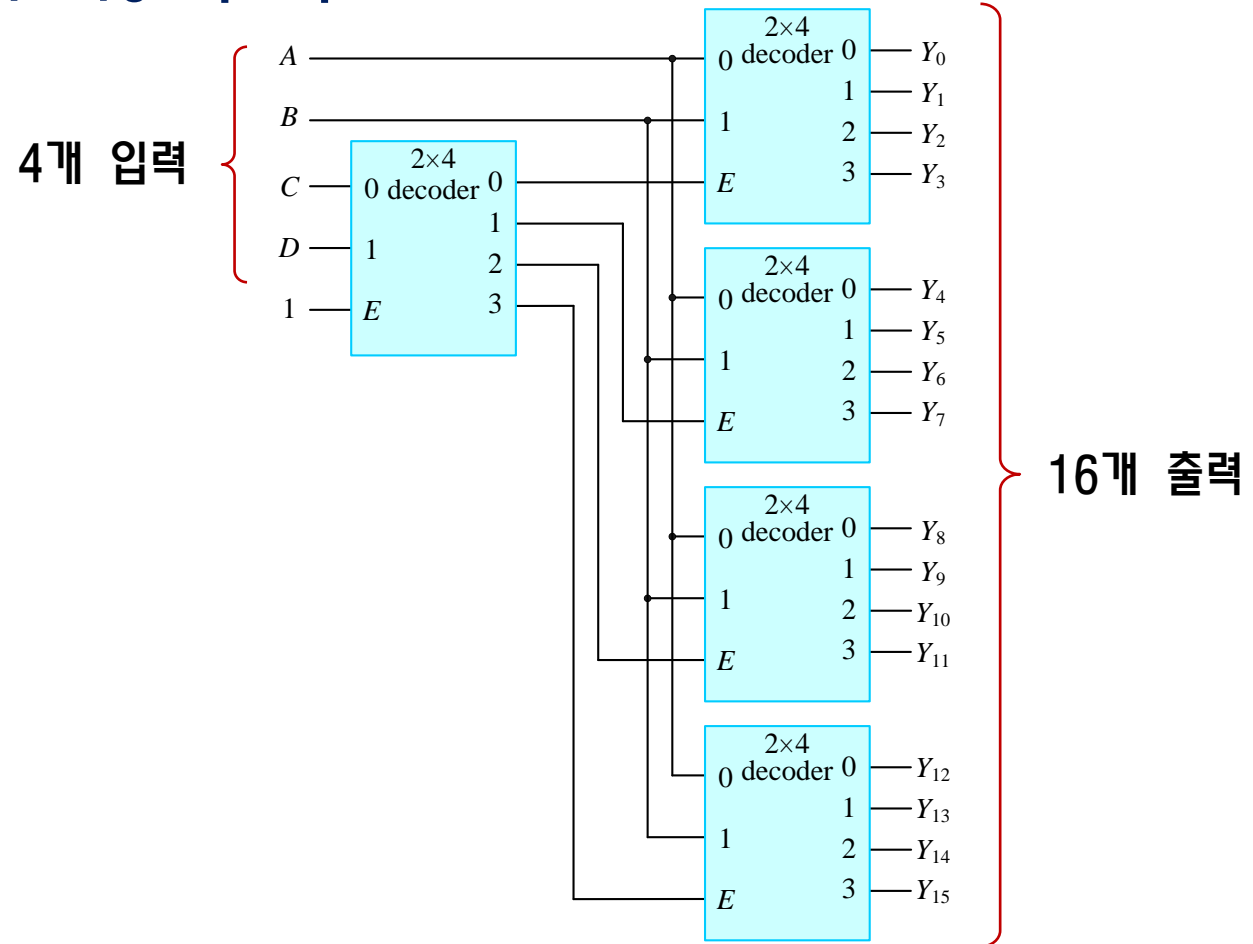 4개 입력
A
B
C
D
1
2×4
decoder
0
1
E
0
1
2
3
2×4
decoder
0
1
E
0
1
2
3
Y0
Y1
Y2
Y3
2×4
decoder
0
1
E
0
1
2
3
Y4
Y5
Y6
Y7
2×4
decoder
0
1
E
0
1
2
3
Y8
Y9
Y10
Y11
2×4
decoder
0
1
E
0
1
2
3
Y12
Y13
Y14
Y15
16개 출력